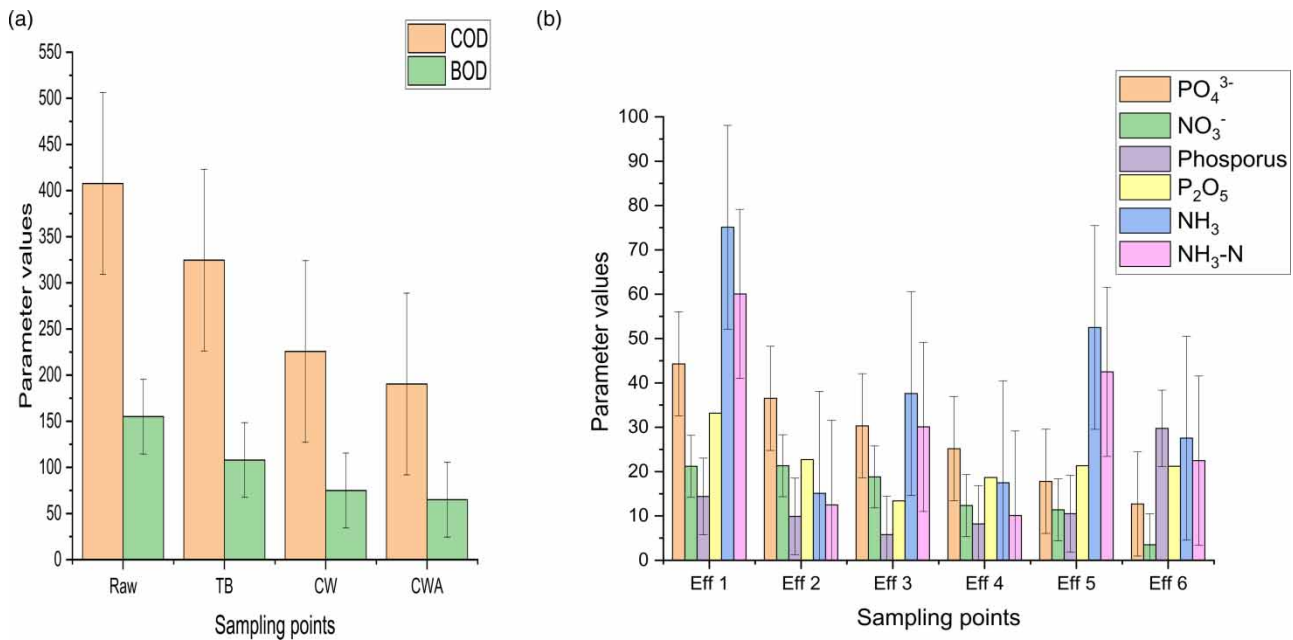 (a)
COD
BOD
550
500
450
400
350
300
250
200
150
100
50
0
Parameter values
Raw
TB
CW
CWA
Sampling points
(b)
PO₄³⁻
NO₃⁻
Phosporus
P₂O₅
NH₃
NH₃-N
100
90
80
70
60
50
40
30
20
10
0
Parameter values
Eff 1
Eff 2
Eff 3
Eff 4
Eff 5
Eff 6
Sampling points